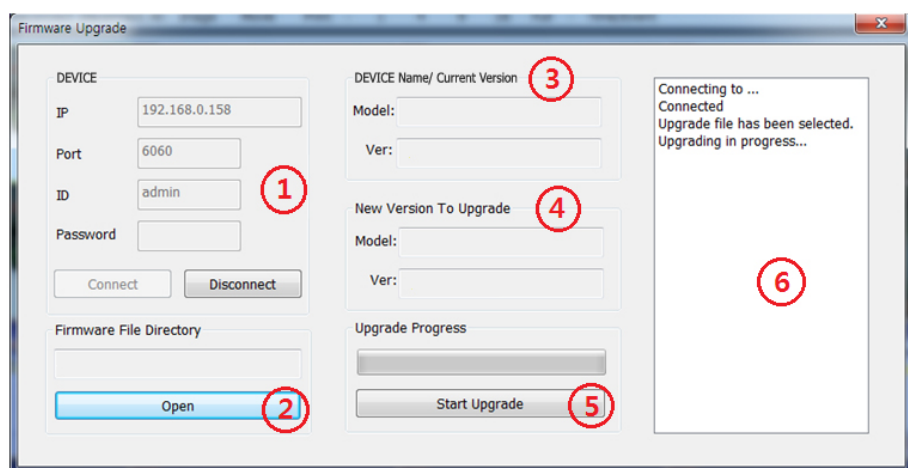 Firmware Upgrade
DEVICE
IP 192.168.0.158
Port 6060
ID admin
Password
Connect Disconnect
1
Firmware File Directory
Open
2
DEVICE Name/ Current Version
3
Model:
Ver:
New Version To Upgrade
4
Model:
Ver:
Upgrade Progress
Start Upgrade
5
Connecting to ...
Connected
Upgrade file has been selected.
Upgrading in progress...
6